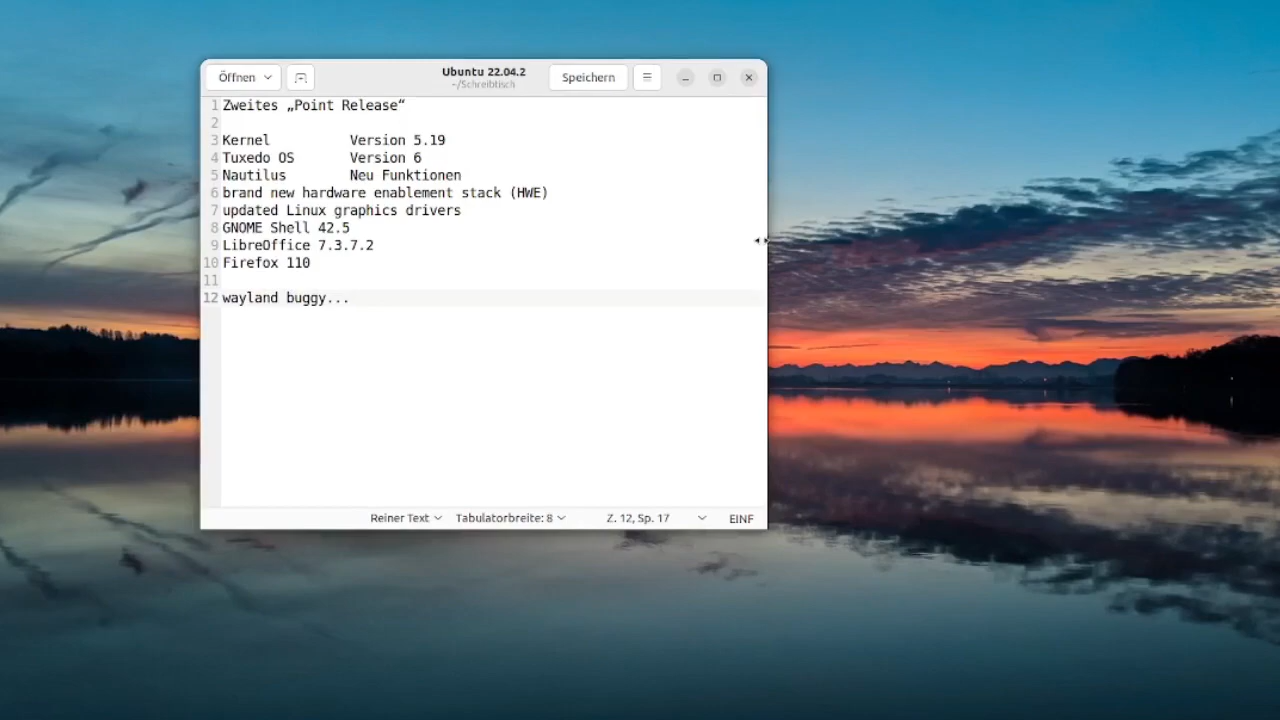 Öffnen
Ubuntu 22.04.2
~/Schreibtisch
Speichern
1 Zweites „Point Release“
2
3 Kernel Version 5.19
4 Tuxedo OS Version 6
5 Nautilus Neu Funktionen
6 brand new hardware enablement stack (HWE)
7 updated Linux graphics drivers
8 GNOME Shell 42.5
9 LibreOffice 7.3.7.2
10 Firefox 110
11
12 wayland buggy...
Reiner Text Tabulatorbreite: 8 Z. 12, Sp. 17 EINF